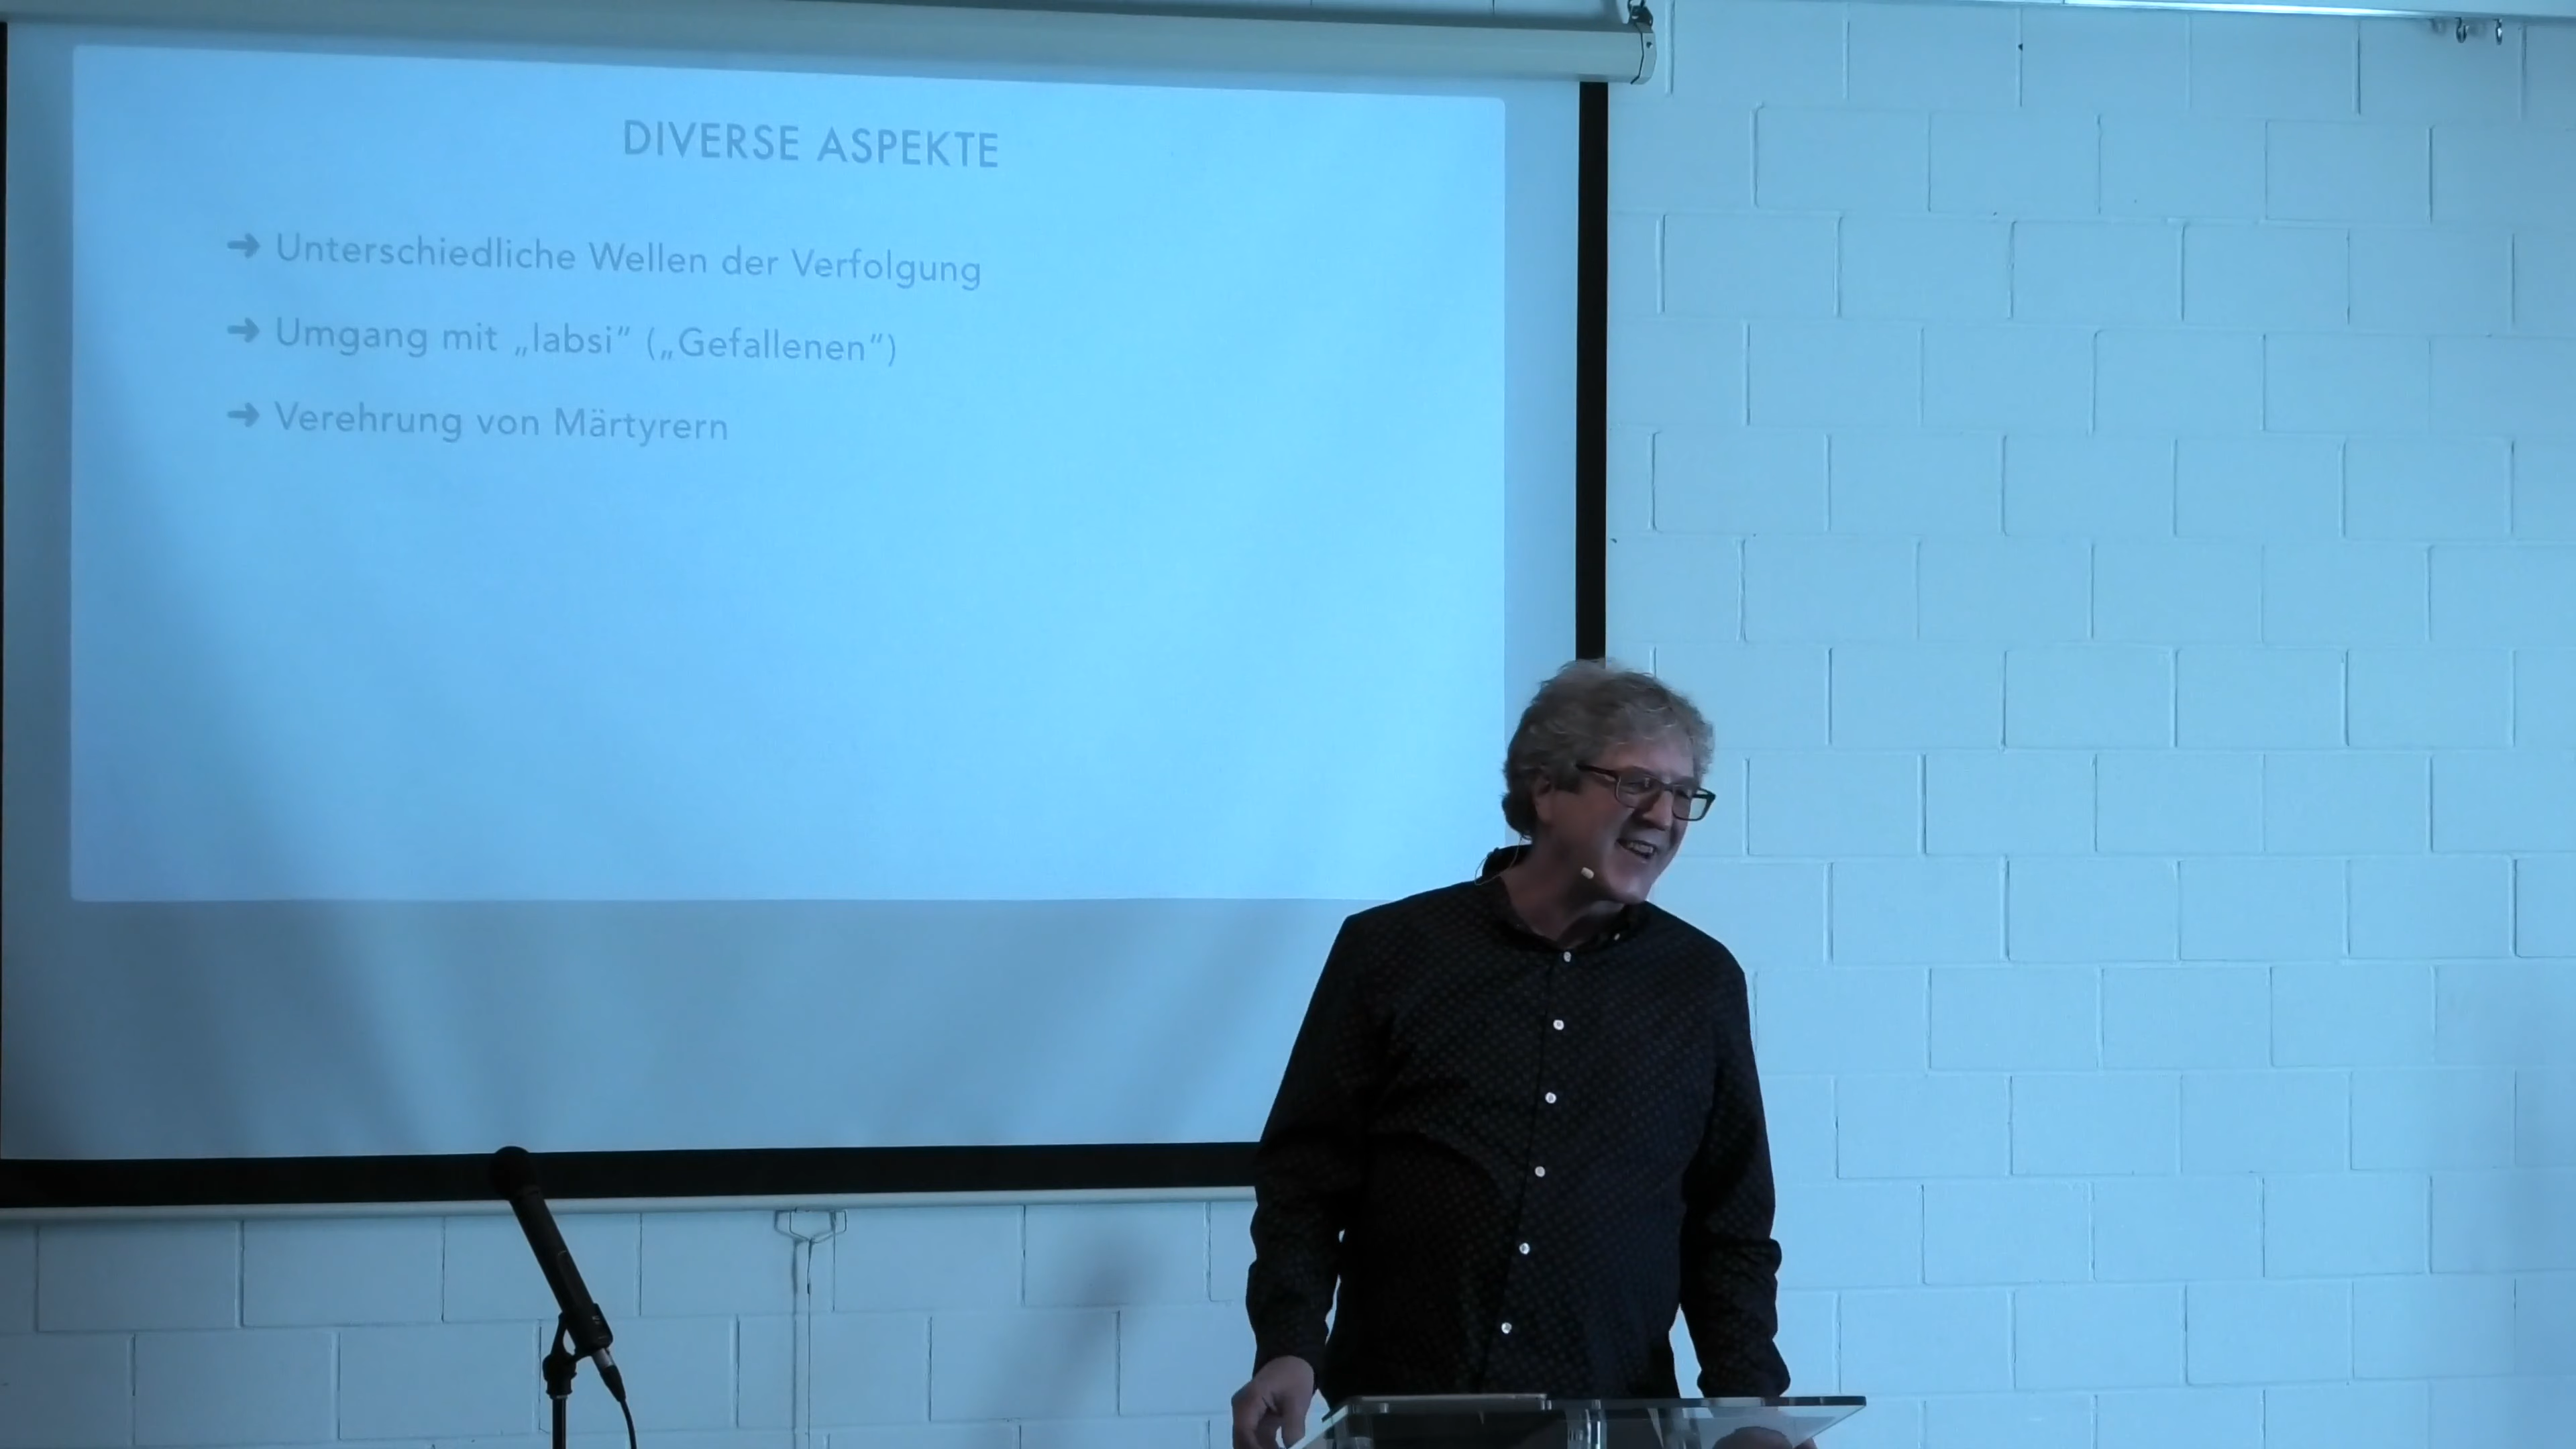 DIVERSE ASPEKTE
➔ Unterschiedliche Wellen der Verfolgung
➔ Umgang mit „labsi“ („Gefallenen“)
➔ Verehrung von Märtyrern